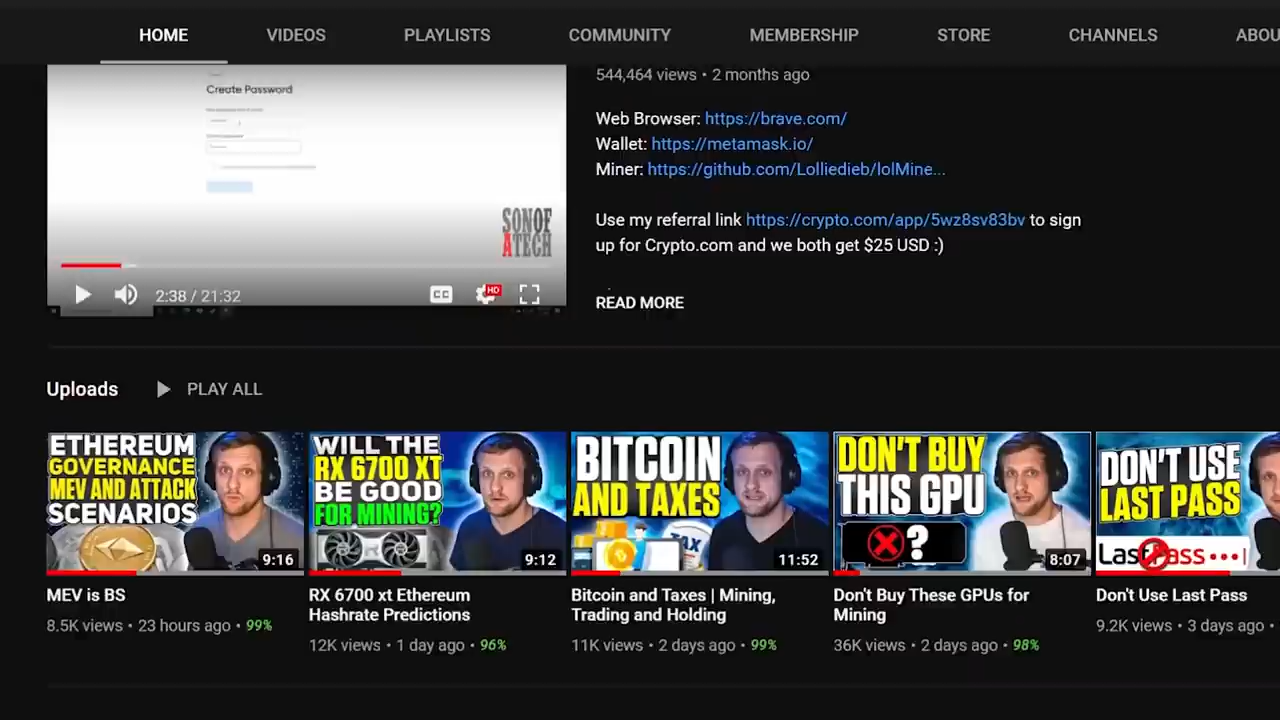 HOME VIDEOS PLAYLISTS COMMUNITY MEMBERSHIP STORE CHANNELS ABOU
Create Password
SONOF
ATECH
2:38 / 21:32
CC
HD
544,464 views • 2 months ago
Web Browser: https://brave.com/
Wallet: https://metamask.io/
Miner: https://github.com/Lolliedieb/lolMine...
Use my referral link https://crypto.com/app/5wz8sv83bv to sign
up for Crypto.com and we both get $25 USD :)
READ MORE
Uploads PLAY ALL
ETHEREUM
GOVERNANCE
MEV AND ATTACK
SCENARIOS
9:16
MEV is BS
8.5K views • 23 hours ago • 99%
WILL THE
RX 6700 XT
BE GOOD
FOR MINING?
9:12
RX 6700 xt Ethereum
Hashrate Predictions
12K views • 1 day ago • 96%
BITCOIN
AND TAXES
TAX
11:52
Bitcoin and Taxes | Mining,
Trading and Holding
11K views • 2 days ago • 99%
DON'T BUY
THIS GPU
?
8:07
Don't Buy These GPUs for
Mining
36K views • 2 days ago • 98%
DON'T USE
LAST PASS
LastPass
Don't Use Last Pass
9.2K views • 3 days ago •